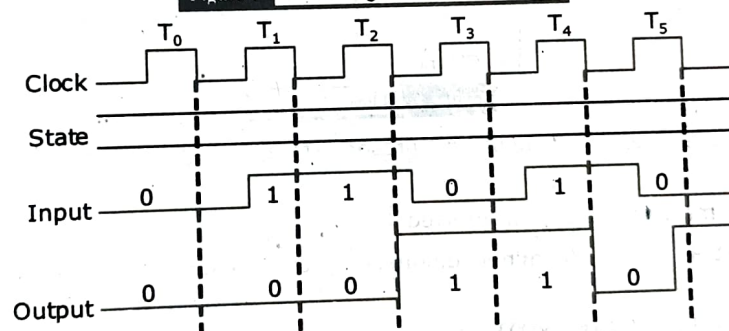 T0 T1 T2 T3 T4 T5
Clock
State
Input 0 1 1 0 1 0
Output 0 0 0 1 1 0